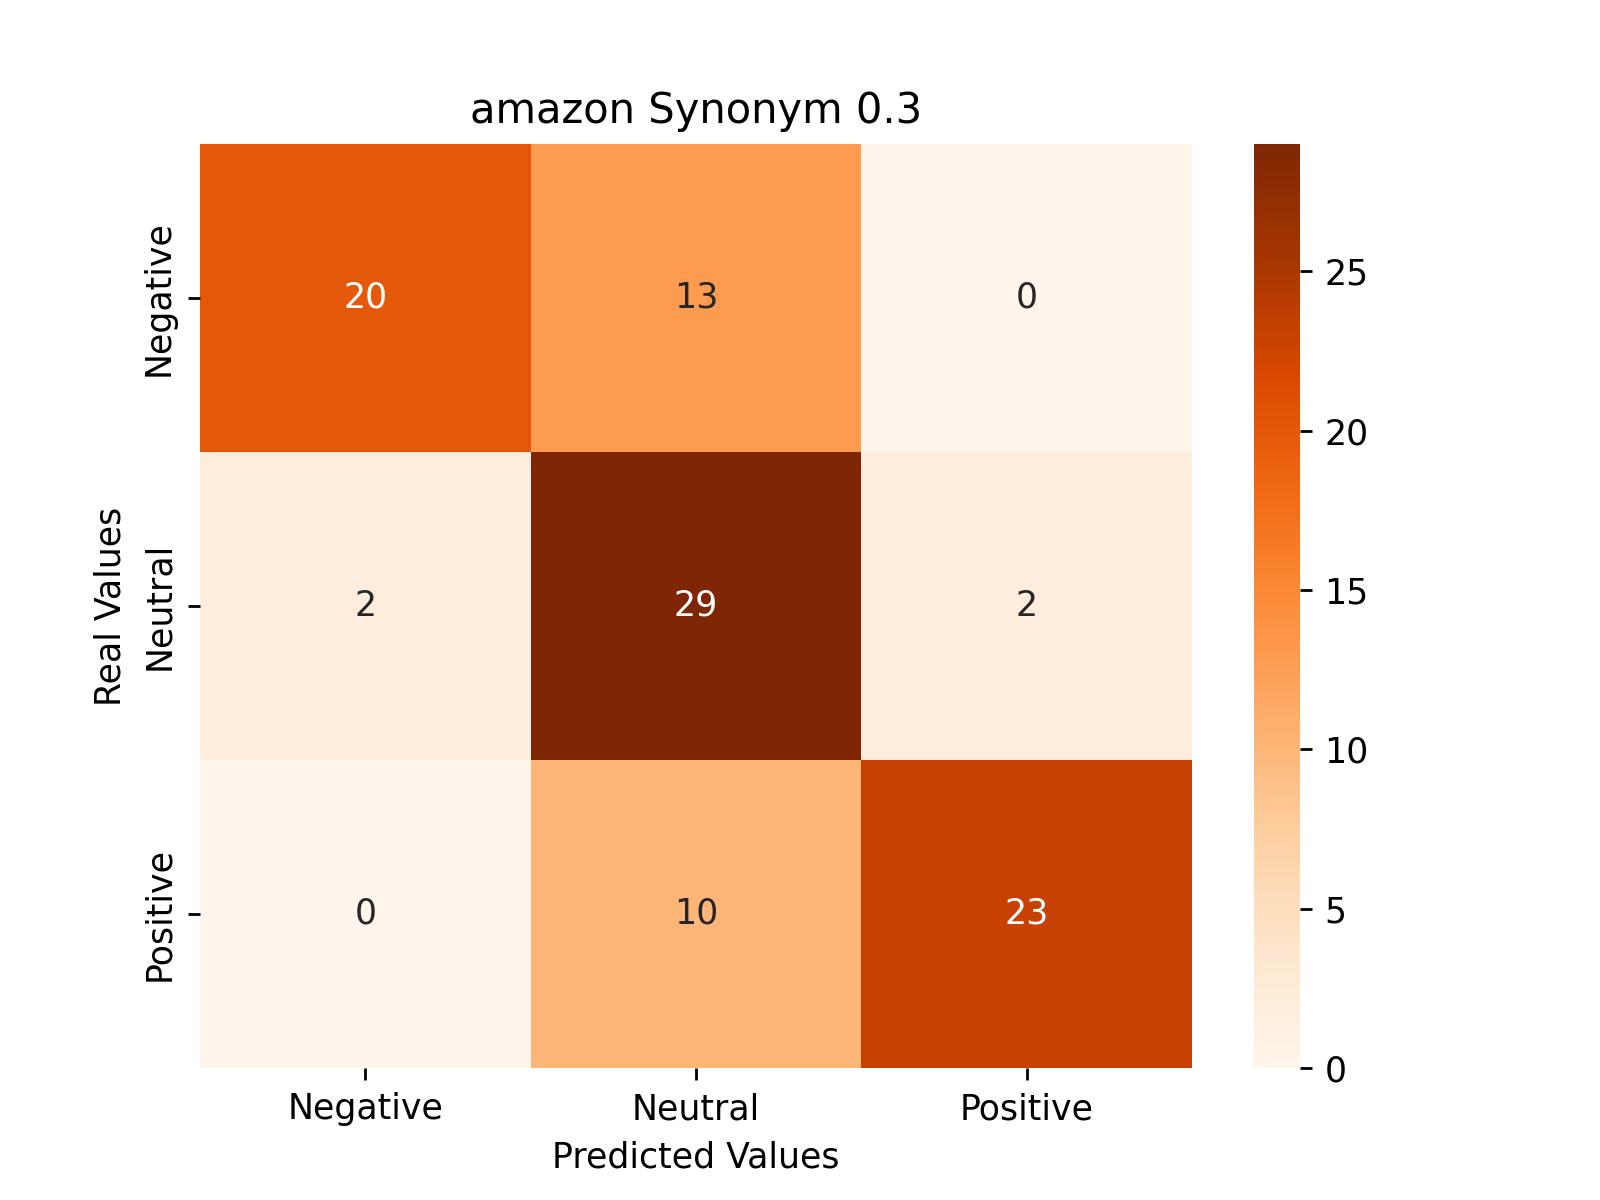 amazon Synonym 0.3
Real Values
Negative
20 13 0
Neutral
2 29 2
Positive
0 10 23
Negative Neutral Positive
Predicted Values
25
20
15
10
5
0